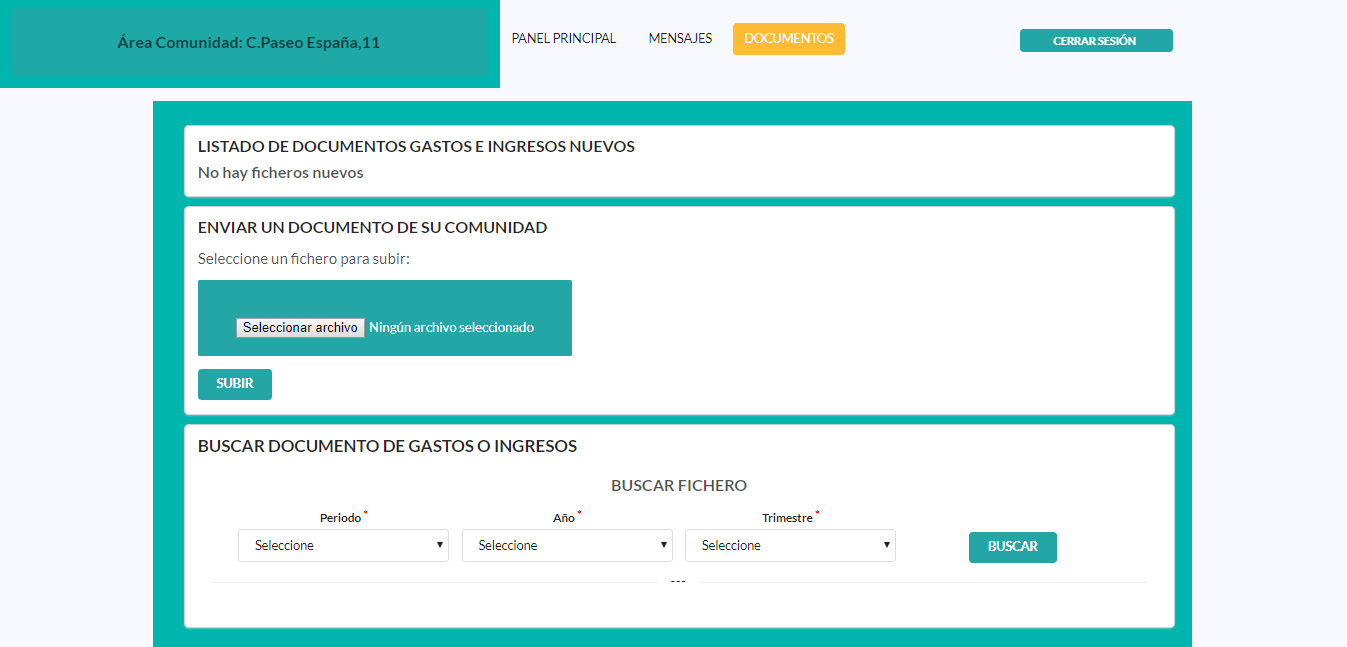 Área Comunidad: C.Paseo España,11
PANEL PRINCIPAL
MENSAJES
DOCUMENTOS
CERRAR SESIÓN
LISTADO DE DOCUMENTOS GASTOS E INGRESOS NUEVOS
No hay ficheros nuevos
ENVIAR UN DOCUMENTO DE SU COMUNIDAD
Seleccione un fichero para subir:
Seleccionar archivo Ningún archivo seleccionado
SUBIR
BUSCAR DOCUMENTO DE GASTOS O INGRESOS
BUSCAR FICHERO
Periodo * Año * Trimestre *
Seleccione Seleccione Seleccione BUSCAR
---